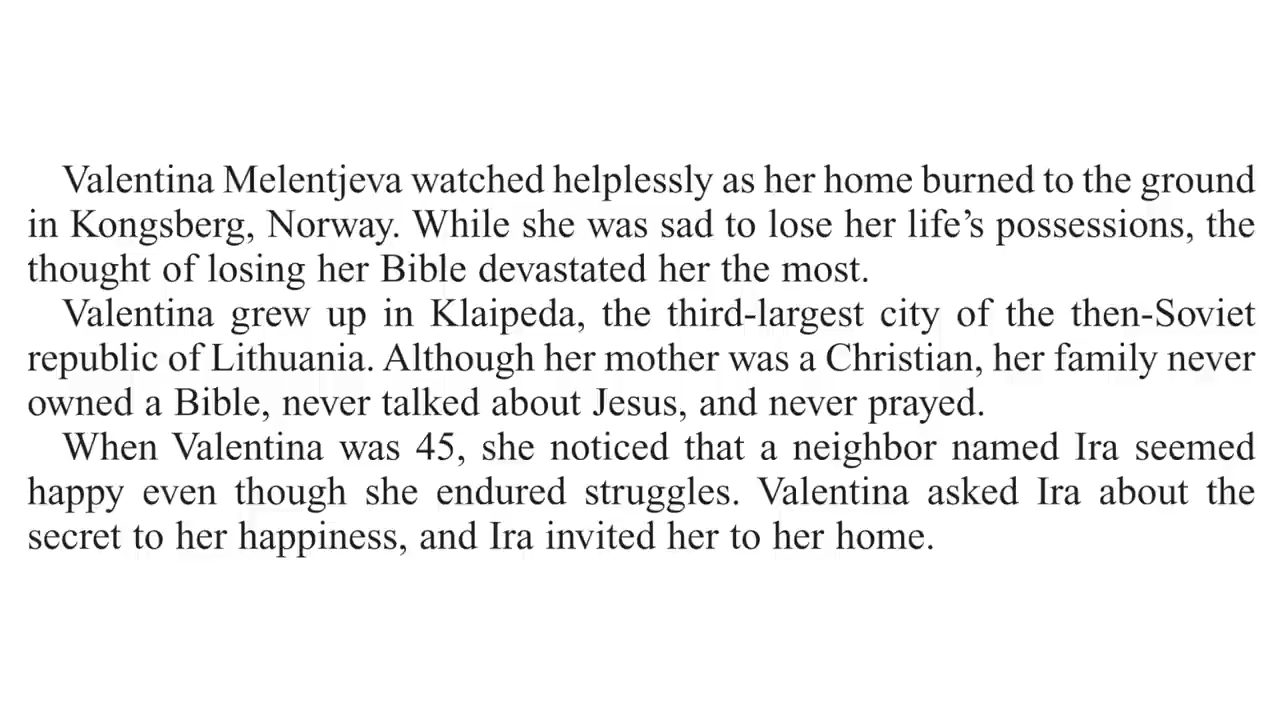 Valentina Melentjeva watched helplessly as her home burned to the ground
in Kongsberg, Norway. While she was sad to lose her life’s possessions, the
thought of losing her Bible devastated her the most.
Valentina grew up in Klaipeda, the third-largest city of the then-Soviet
republic of Lithuania. Although her mother was a Christian, her family never
owned a Bible, never talked about Jesus, and never prayed.
When Valentina was 45, she noticed that a neighbor named Ira seemed
happy even though she endured struggles. Valentina asked Ira about the
secret to her happiness, and Ira invited her to her home.